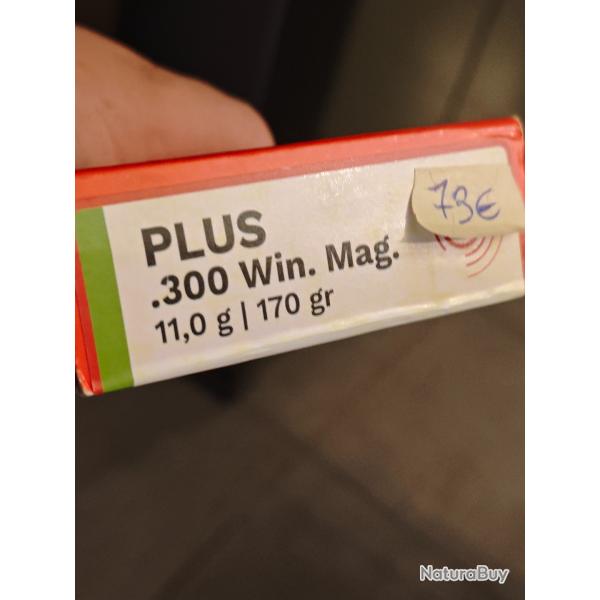 PLUS
73€
.300 Win. Mag.
11,0 g | 170 gr
NaturaBuy